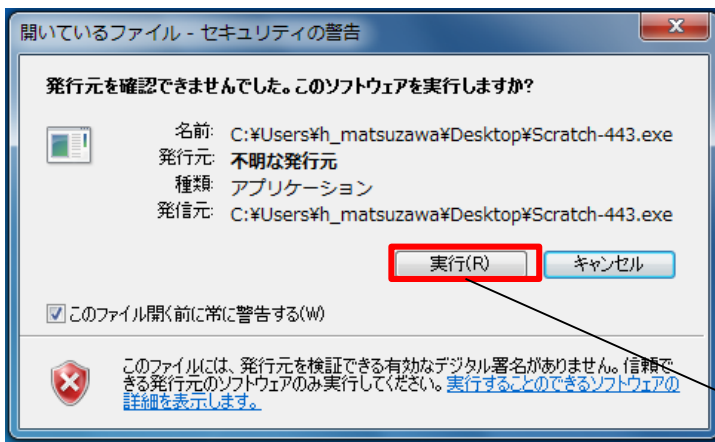 開いているファイル - セキュリティの警告
発行元を確認できませんでした。このソフトウェアを実行しますか?
名前: C:¥Users¥h_matsuzawa¥Desktop¥Scratch-443.exe
発行元: 不明な発行元
種類: アプリケーション
発信元: C:¥Users¥h_matsuzawa¥Desktop¥Scratch-443.exe
実行(R) キャンセル
このファイル開く前に常に警告する(W)
このファイルには、発行元を検証できる有効なデジタル署名がありません。信頼で
きる発行元のソフトウェアのみ実行してください。実行することのできるソフトウェアの
詳細を表示します。